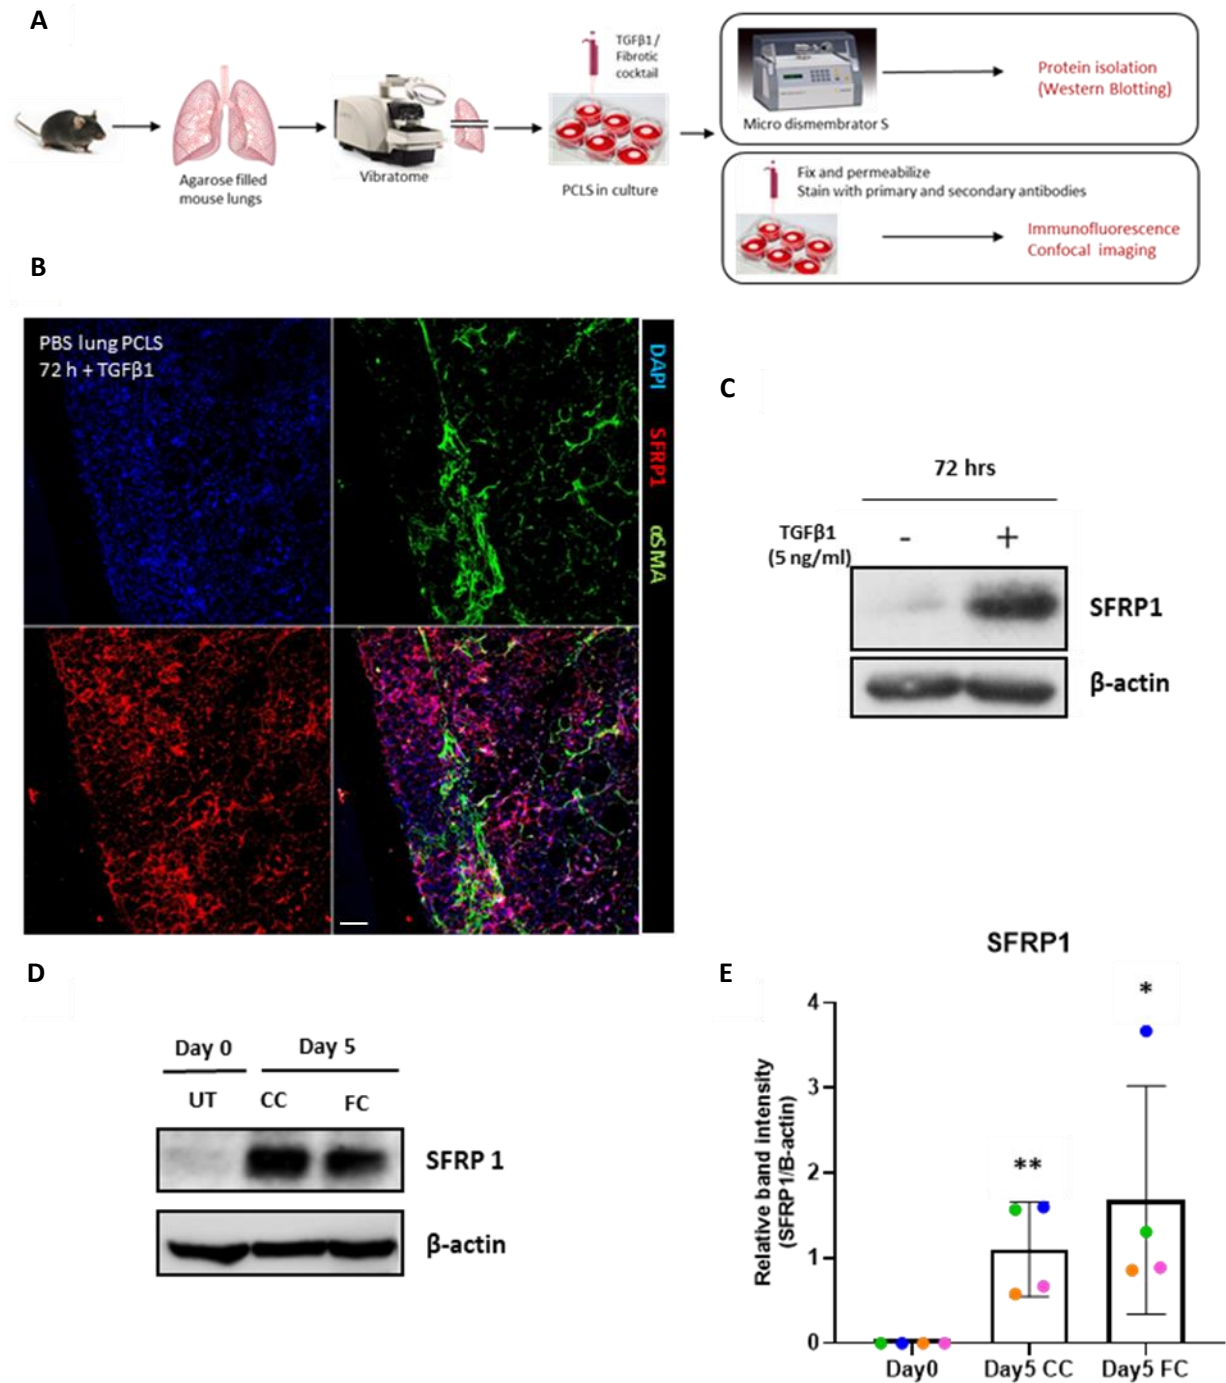 A
TGFβ1 /
Fibrotic
cocktail
Agarose filled
mouse lungs
Vibratome
PCLS in culture
Micro dismembrator S
Protein isolation
(Western Blotting)
Fix and permeabilize
Stain with primary and secondary antibodies
Immunofluorescence
Confocal imaging
B
PBS lung PCLS
72 h + TGFβ1
DAPI
SFRP1
αSMA
C
72 hrs
TGFβ1
(5 ng/ml)
- +
SFRP1
β-actin
D
Day 0 Day 5
UT CC FC
SFRP 1
β-actin
E
SFRP1
Relative band intensity
(SFRP1/B-actin)
4
3
2
1
0
**
*
Day0 Day5 CC Day5 FC